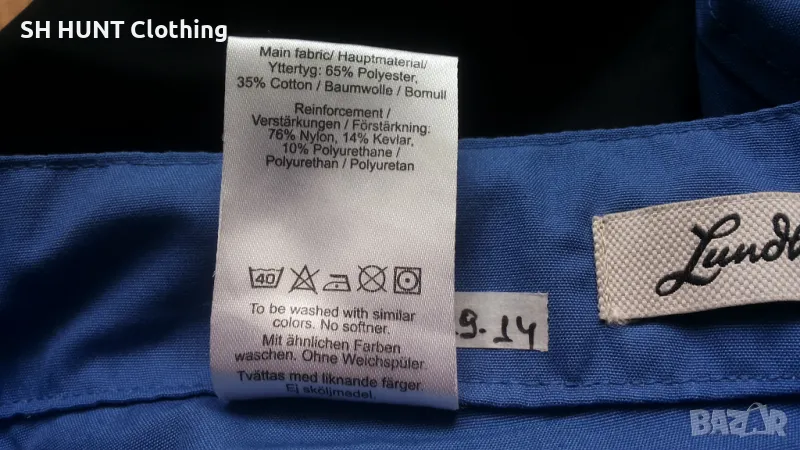 SH HUNT Clothing
Main fabric/ Hauptmaterial/
Yttertyg: 65% Polyester,
35% Cotton / Baumwolle / Bomull
Reinforcement /
Verstärkungen / Förstärkning:
76% Nylon, 14% Kevlar,
10% Polyurethane /
Polyurethan / Polyuretan
40
To be washed with similar
colors. No softner.
Mit ähnlichen Farben
waschen. Ohne Weichspüler.
Tvättas med liknande färger.
Ej sköljmedel.
9.14
Lundh
BAZAR